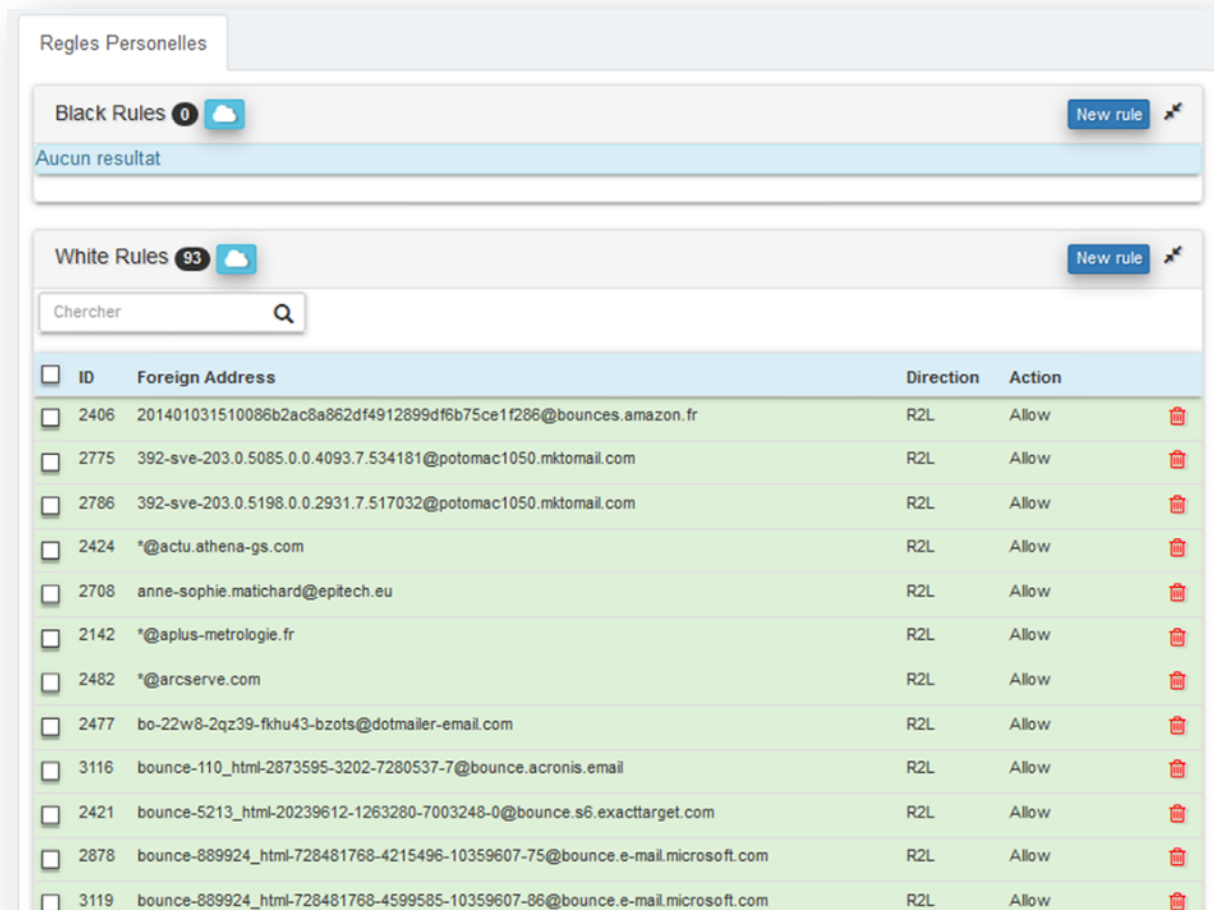 Regles Personelles
Black Rules 0
New rule
Aucun resultat
White Rules 93
New rule
Chercher
ID Foreign Address Direction Action
2406 201401031510086b2ac8a862df4912899df6b75ce1f286@bounces.amazon.fr R2L Allow
2775 392-sve-203.0.5085.0.0.4093.7.534181@potomac1050.mktomail.com R2L Allow
2786 392-sve-203.0.5198.0.0.2931.7.517032@potomac1050.mktomail.com R2L Allow
2424 *@actu.athena-gs.com R2L Allow
2708 anne-sophie.matichard@epitech.eu R2L Allow
2142 *@aplus-metrologie.fr R2L Allow
2482 *@arcserve.com R2L Allow
2477 bo-22w8-2qz39-fkhu43-bzots@dotmailer-email.com R2L Allow
3116 bounce-110_html-2873595-3202-7280537-7@bounce.acronis.email R2L Allow
2421 bounce-5213_html-20239612-1263280-7003248-0@bounce.s6.exacttarget.com R2L Allow
2878 bounce-889924_html-728481768-4215496-10359607-75@bounce.e-mail.microsoft.com R2L Allow
3119 bounce-889924_html-728481768-4599585-10359607-86@bounce.e-mail.microsoft.com R2L Allow